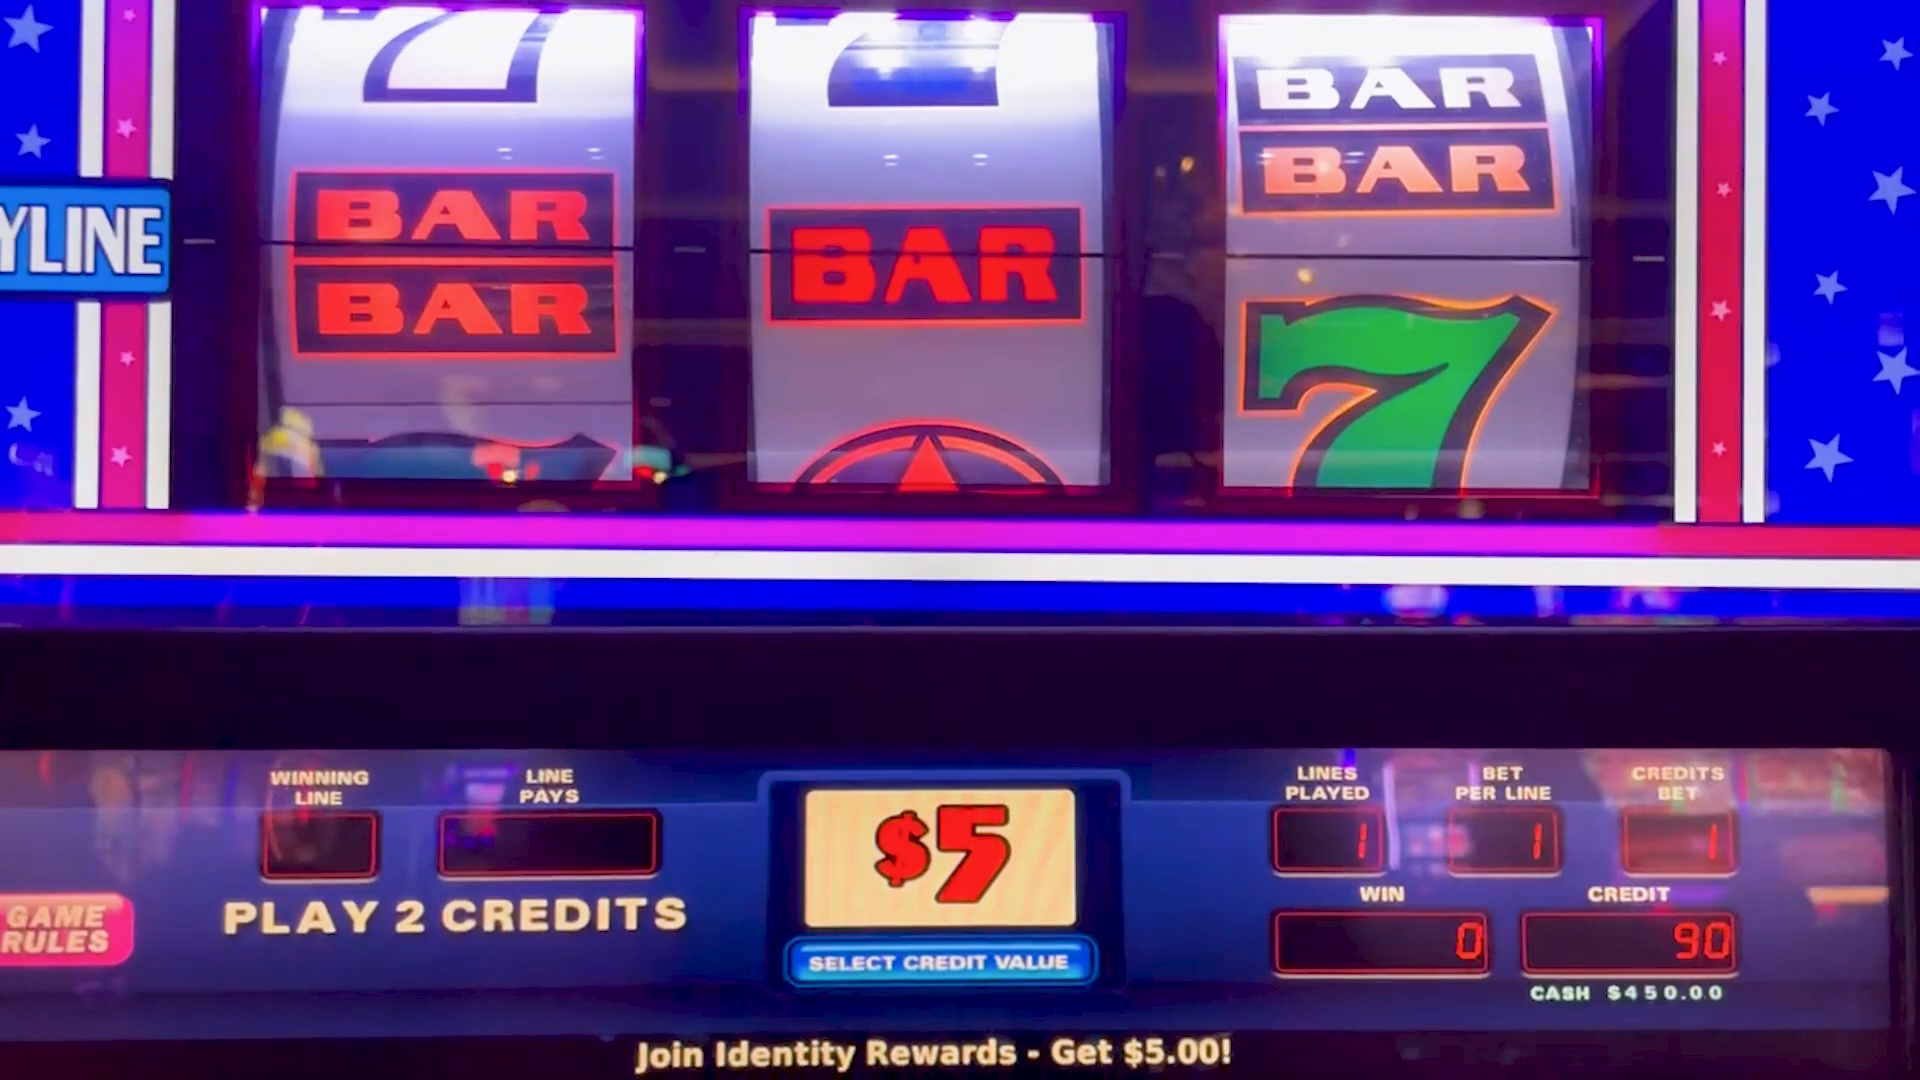 7
BAR
BAR
BAR
BAR
BAR
7
YLINE
WINNING
LINE
LINE
PAYS
PLAY 2 CREDITS
GAME
RULES
$5
SELECT CREDIT VALUE
LINES
PLAYED
1
BET
PER LINE
1
CREDITS
BET
1
WIN
0
CREDIT
90
CASH $450.00
Join Identity Rewards - Get $5.00!